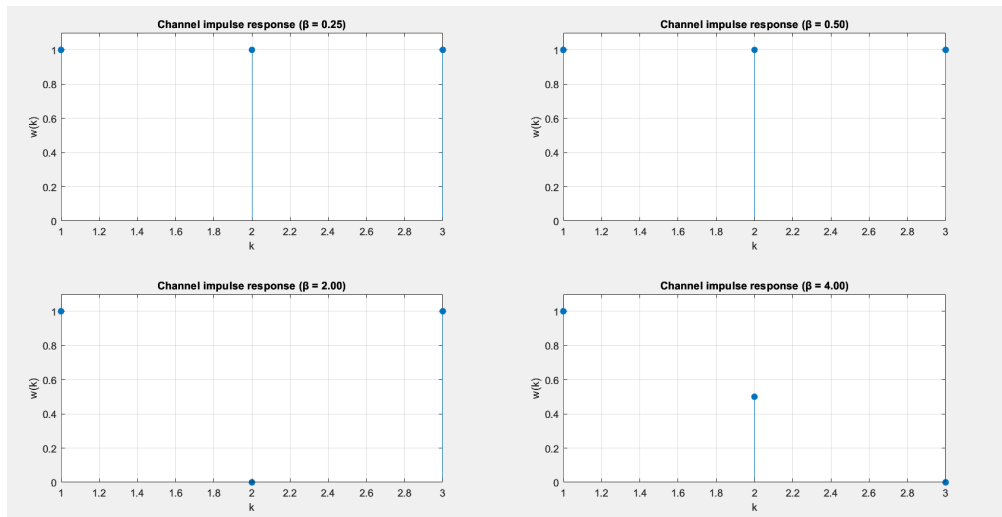 Channel impulse response (β = 0.25)
1
0.8
0.6
0.4
0.2
0
w(k)
1 1.2 1.4 1.6 1.8 2 2.2 2.4 2.6 2.8 3
k
Channel impulse response (β = 0.50)
1
0.8
0.6
0.4
0.2
0
w(k)
1 1.2 1.4 1.6 1.8 2 2.2 2.4 2.6 2.8 3
k
Channel impulse response (β = 2.00)
1
0.8
0.6
0.4
0.2
0
w(k)
1 1.2 1.4 1.6 1.8 2 2.2 2.4 2.6 2.8 3
k
Channel impulse response (β = 4.00)
1
0.8
0.6
0.4
0.2
0
w(k)
1 1.2 1.4 1.6 1.8 2 2.2 2.4 2.6 2.8 3
k